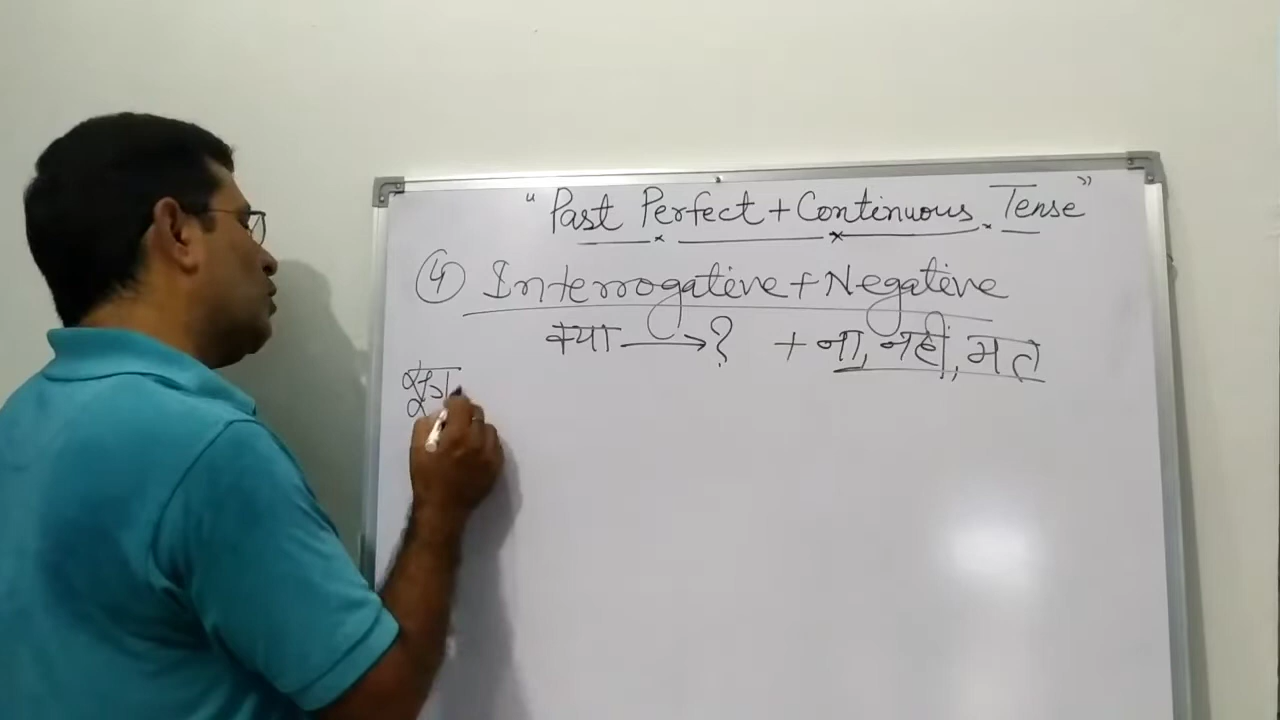 “Past Perfect + Continuous Tense”
④ Interrogative + Negative
क्या → ? + ना, नहीं, मत